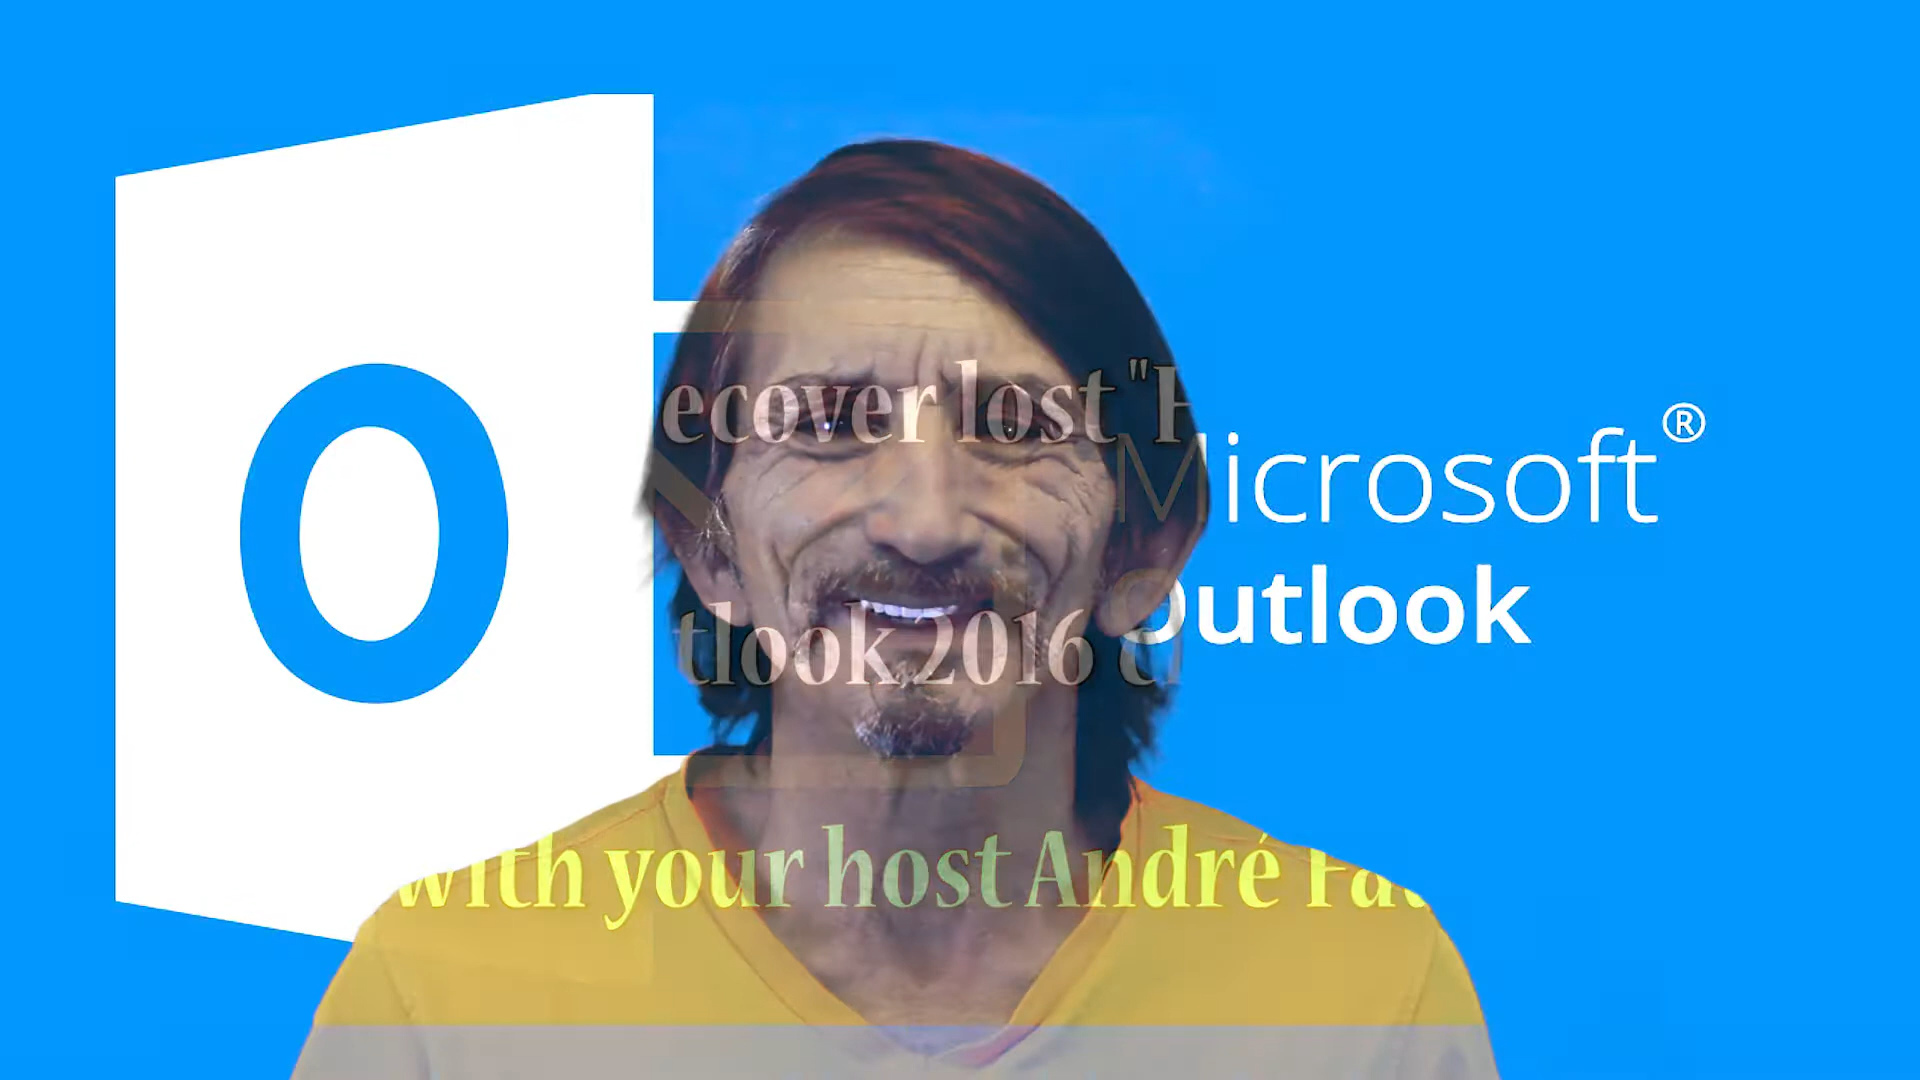 ecover lost "H
Microsoft®
Outlook
tlook 2016
with your host André
O